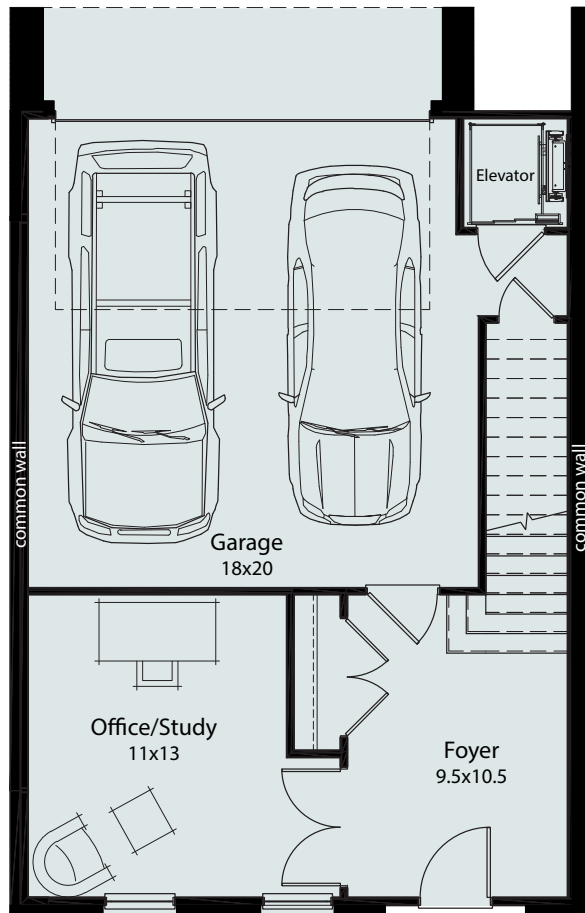 Elevator
common wall
common wall
Garage
18x20
Office/Study
11x13
Foyer
9.5x10.5